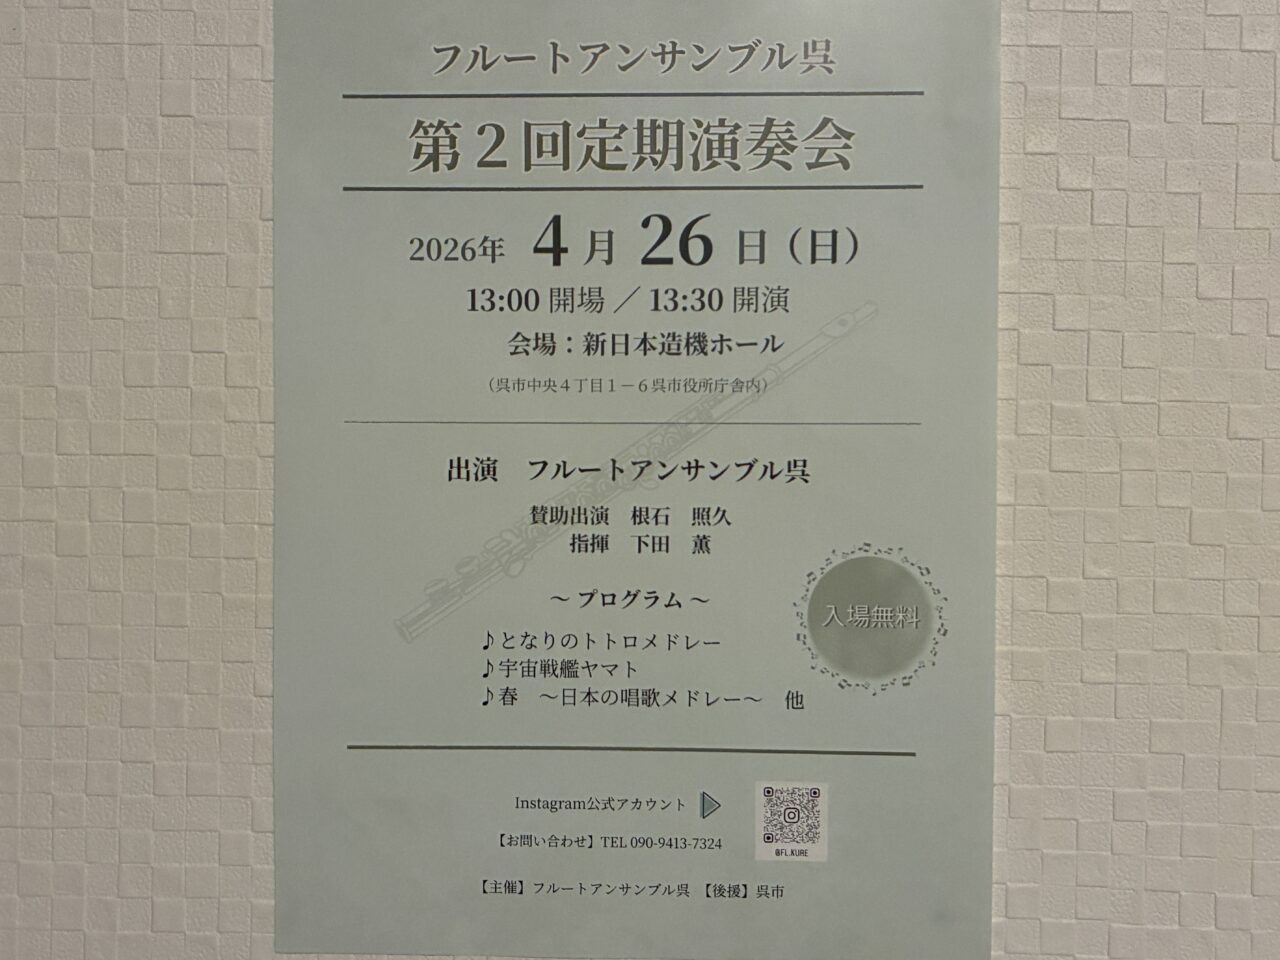 フルートアンサンブル呉
第２回定期演奏会
2026年 4月 26日（日）
13:00 開場 ／ 13:30 開演
会場：新日本造機ホール
（呉市中央４丁目１－６呉市役所庁舎内）
出演　フルートアンサンブル呉
賛助出演　根石　照久
指揮　下田　薫
～ プログラム ～
♪となりのトトロメドレー
♪宇宙戦艦ヤマト
♪春　～日本の唱歌メドレー～　他
入場無料
Instagram公式アカウント
@FL.KURE
【お問い合わせ】TEL 090-9413-7324
【主催】フルートアンサンブル呉　【後援】呉市